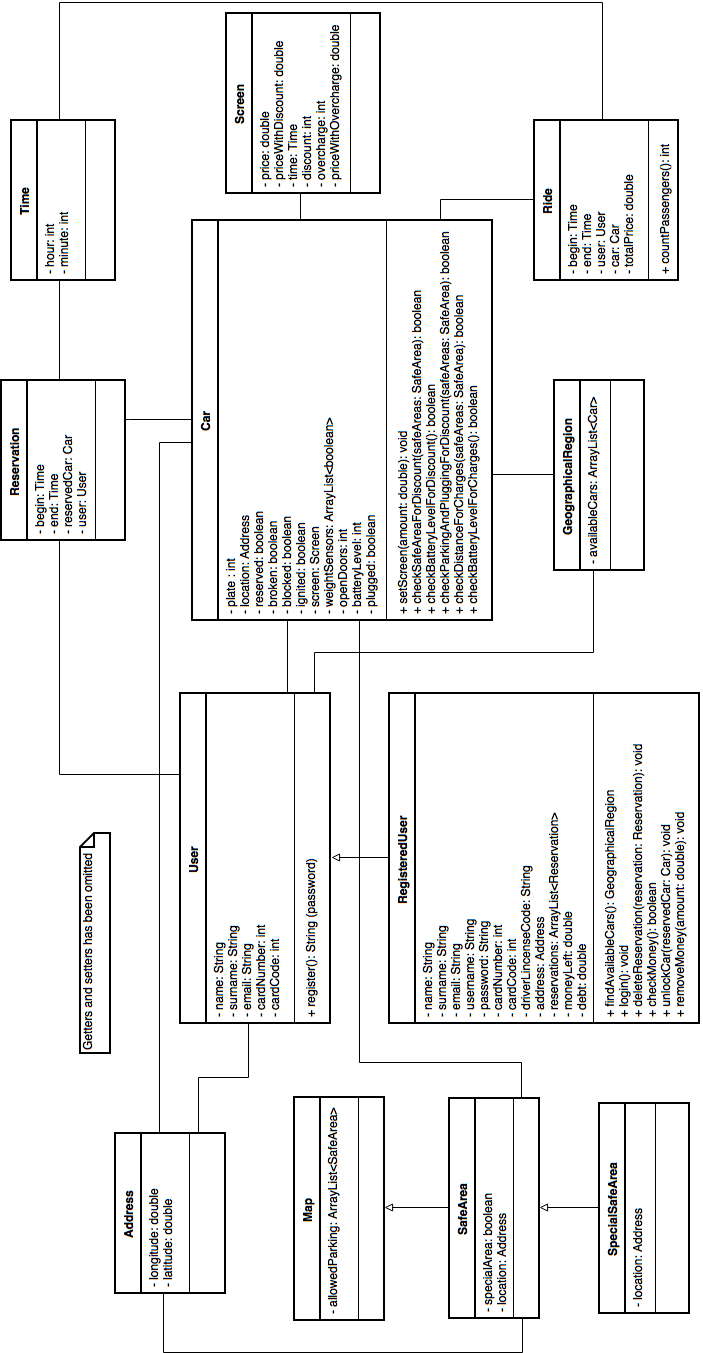 Time
- hour: int
- minute: int
Screen
- price: double
- priceWithDiscount: double
- time: Time
- discount: int
- overcharge: int
- priceWithOvercharge: double
Ride
- begin: Time
- end: Time
- user: User
- car: Car
- totalPrice: double
+ countPassengers(): int
Reservation
- begin: Time
- end: Time
- reservedCar: Car
- user: User
Car
- plate : int
- location: Address
- reserved: boolean
- broken: boolean
- blocked: boolean
- ignited: boolean
- screen: Screen
- weightSensors: ArrayList<boolean>
- openDoors: int
- batteryLevel: int
- plugged: boolean
+ setScreen(amount: double): void
+ checkSafeAreaForDiscount(safeAreas: SafeArea): boolean
+ checkBatteryLevelForDiscount(): boolean
+ checkParkingAndPluggingForDiscount(safeAreas: SafeArea): boolean
+ checkDistanceForCharges(safeAreas: SafeArea): boolean
+ checkBatteryLevelForCharges(): boolean
GeographicalRegion
- availableCars: ArrayList<Car>
Getters and setters has been omitted
User
- name: String
- surname: String
- email: String
- cardNumber: int
- cardCode: int
+ register(): String (password)
RegisteredUser
- name: String
- surname: String
- email: String
- username: String
- password: String
- cardNumber: int
- cardCode: int
- driverLincenseCode: String
- address: Address
- reservations: ArrayList<Reservation>
- moneyLeft: double
- debt: double
+ findAvailableCars(): GeographicalRegion
+ login(): void
+ deleteReservation(reservation: Reservation): void
+ checkMoney(): boolean
+ unlockCar(reservedCar: Car): void
+ removeMoney(amount: double): void
Address
- longitude: double
- latitude: double
Map
- allowedParking: ArrayList<SafeArea>
SafeArea
- specialArea: boolean
- location: Address
SpecialSafeArea
- location: Address